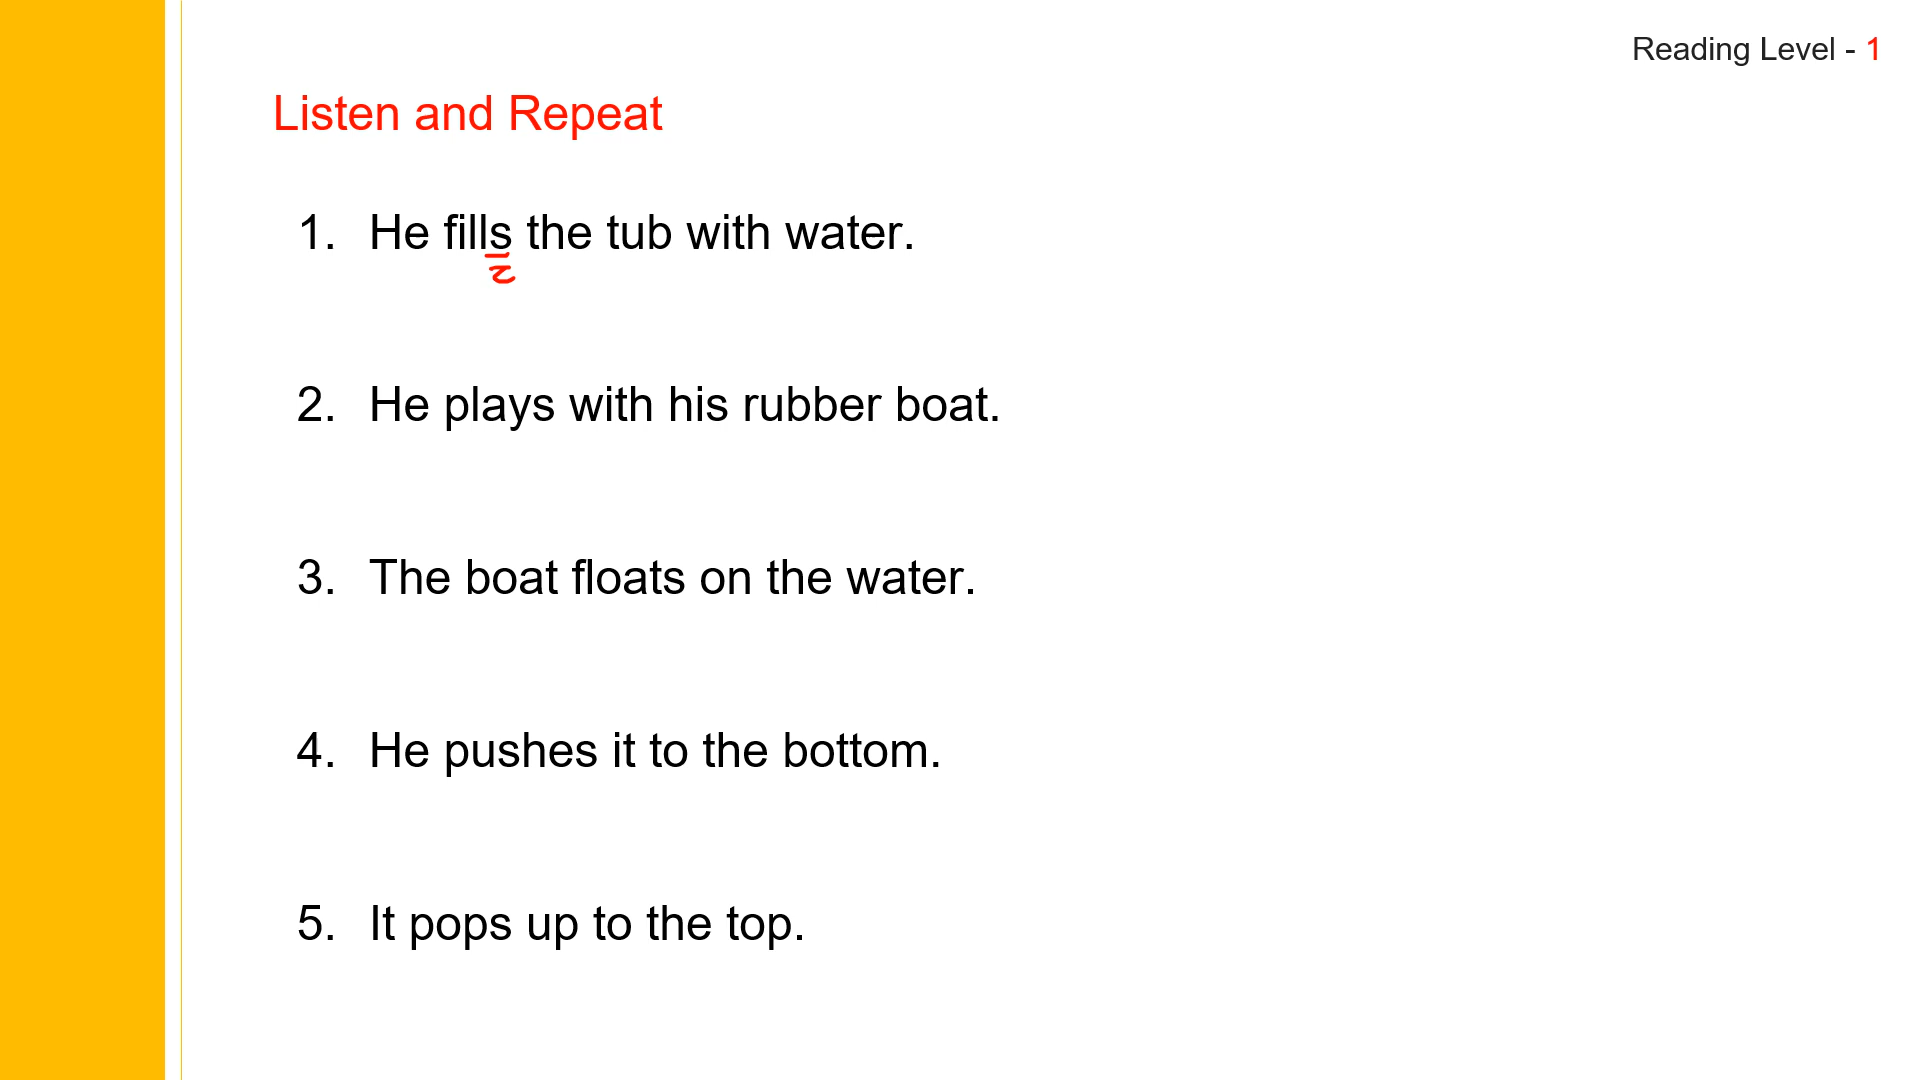 Reading Level - 1
Listen and Repeat
1. He fills the tub with water.
z
2. He plays with his rubber boat.
3. The boat floats on the water.
4. He pushes it to the bottom.
5. It pops up to the top.